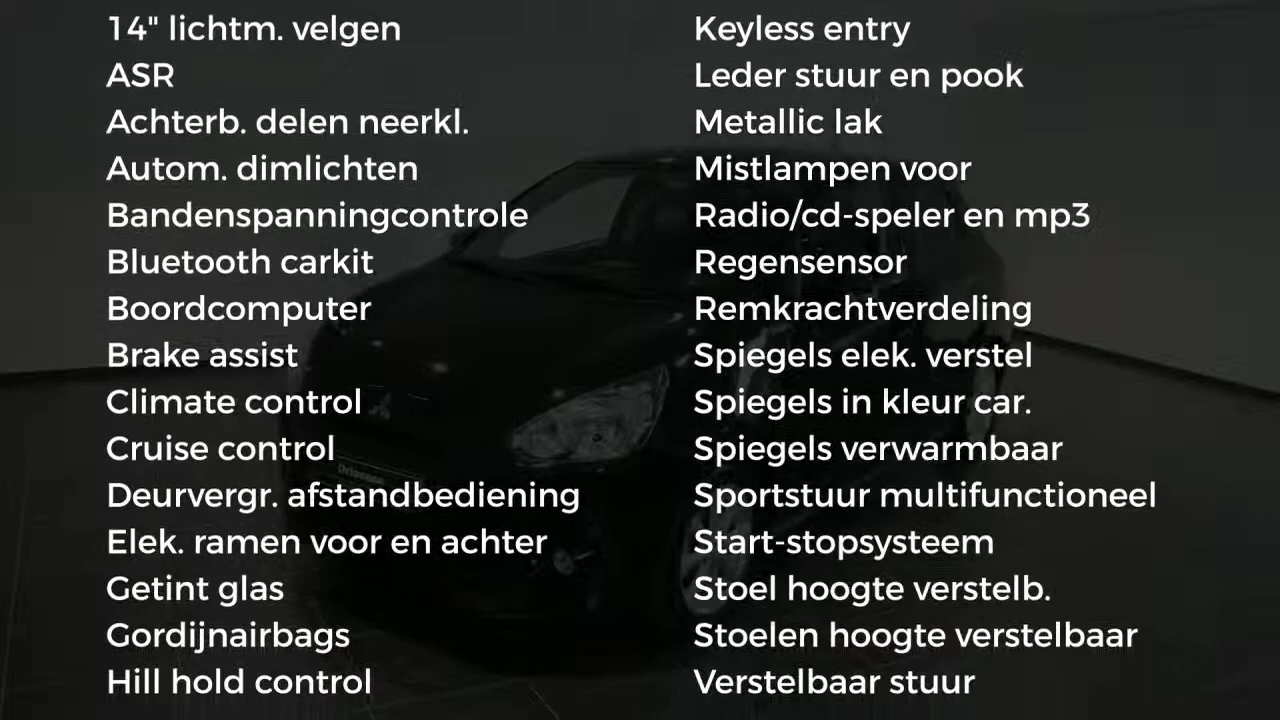 14" lichtm. velgen
ASR
Achterb. delen neerkl.
Autom. dimlichten
Bandenspanningcontrole
Bluetooth carkit
Boordcomputer
Brake assist
Climate control
Cruise control
Deurvergr. afstandbediening
Elek. ramen voor en achter
Getint glas
Gordijnairbags
Hill hold control
Keyless entry
Leder stuur en pook
Metallic lak
Mistlampen voor
Radio/cd-speler en mp3
Regensensor
Remkrachtverdeling
Spiegels elek. verstel
Spiegels in kleur car.
Spiegels verwarmbaar
Sportstuur multifunctioneel
Start-stopsysteem
Stoel hoogte verstelb.
Stoelen hoogte verstelbaar
Verstelbaar stuur